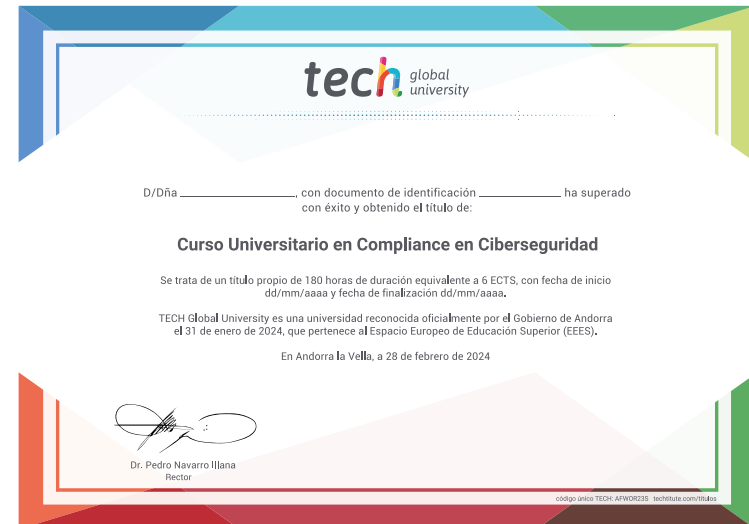 tech global university
D/Dña ____________________, con documento de identificación ______________ ha superado
con éxito y obtenido el título de:
Curso Universitario en Compliance en Ciberseguridad
Se trata de un título propio de 180 horas de duración equivalente a 6 ECTS, con fecha de inicio
dd/mm/aaaa y fecha de finalización dd/mm/aaaa.
TECH Global University es una universidad reconocida oficialmente por el Gobierno de Andorra
el 31 de enero de 2024, que pertenece al Espacio Europeo de Educación Superior (EEES).
En Andorra la Vella, a 28 de febrero de 2024
Dr. Pedro Navarro Illana
Rector
código único TECH: AFWOR23S techtitute.com/titulos